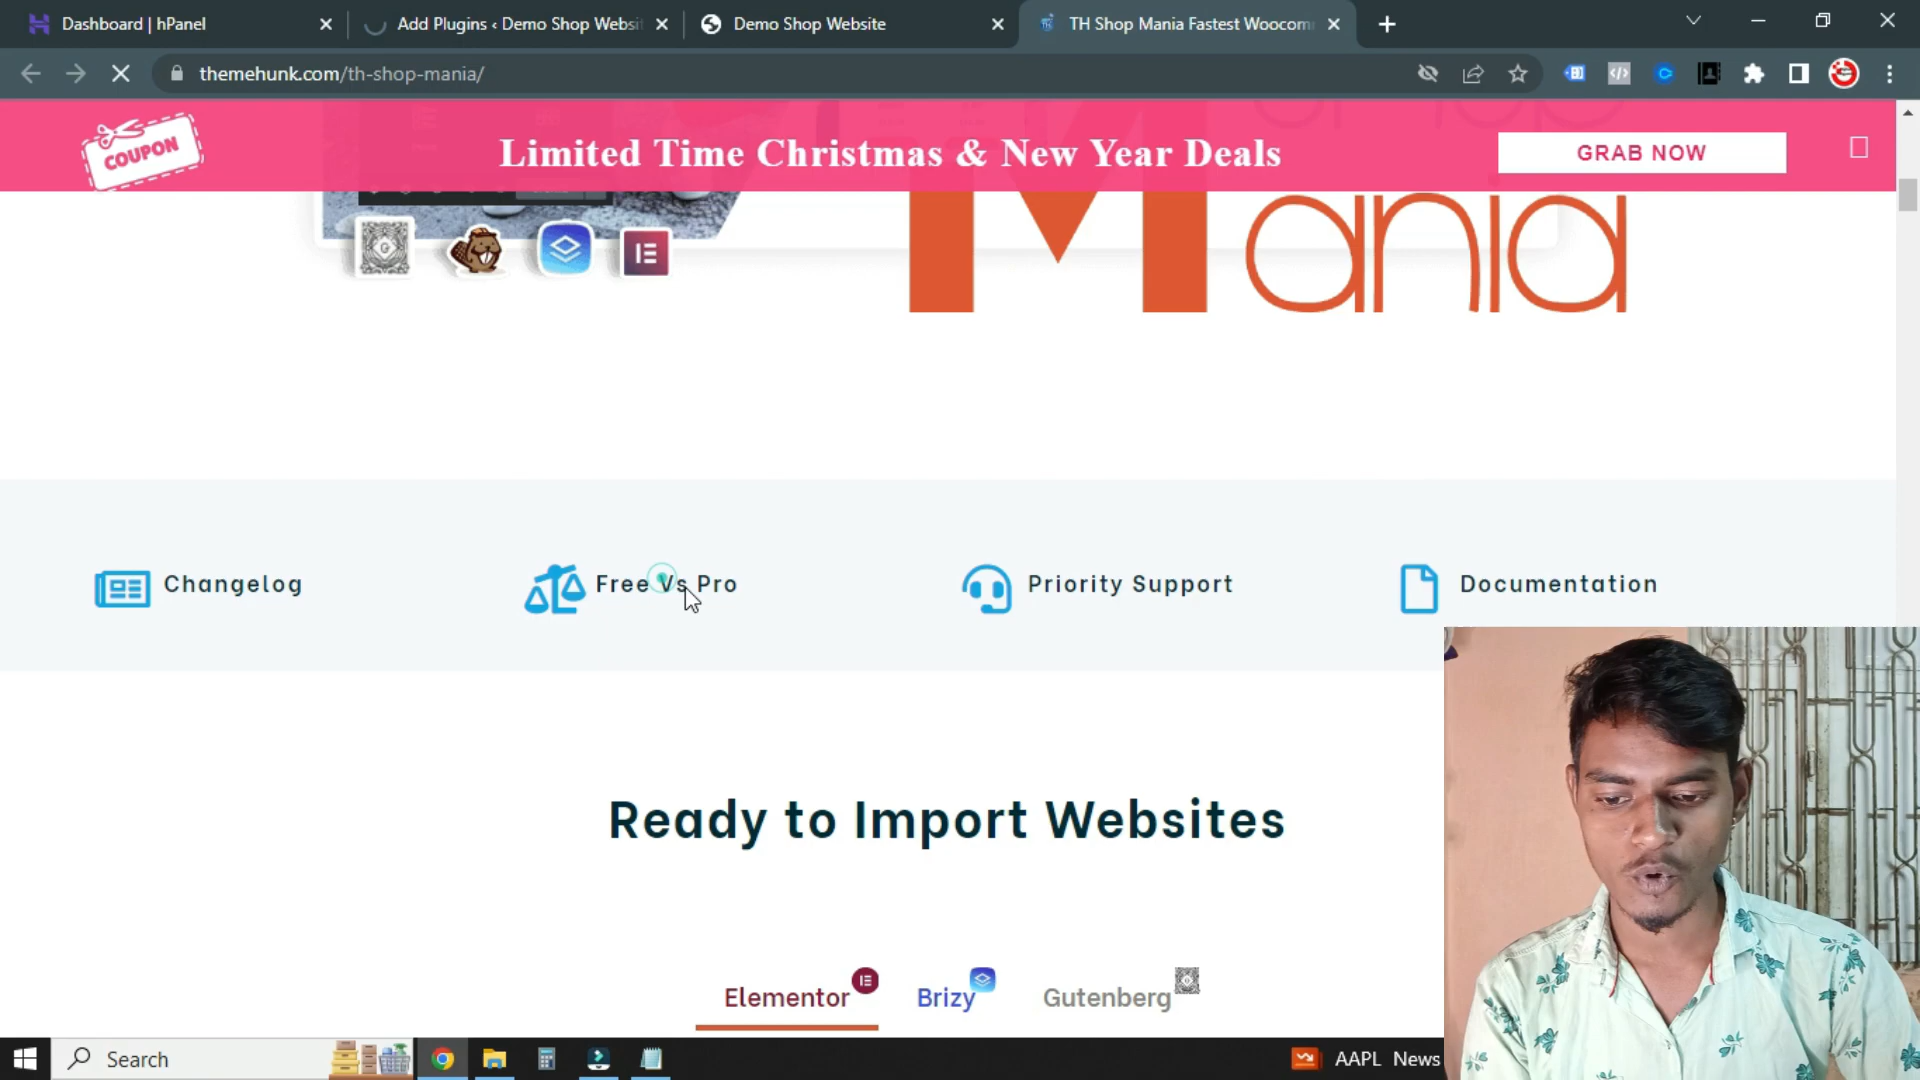 Dashboard | hPanel
Add Plugins ‹ Demo Shop Websi
Demo Shop Website
TH Shop Mania Fastest Woocom
themehunk.com/th-shop-mania/
COUPON
Limited Time Christmas & New Year Deals
GRAB NOW
Mania
Changelog
Free Vs Pro
Priority Support
Documentation
Ready to Import Websites
Elementor
Brizy
Gutenberg
Search
AAPL News